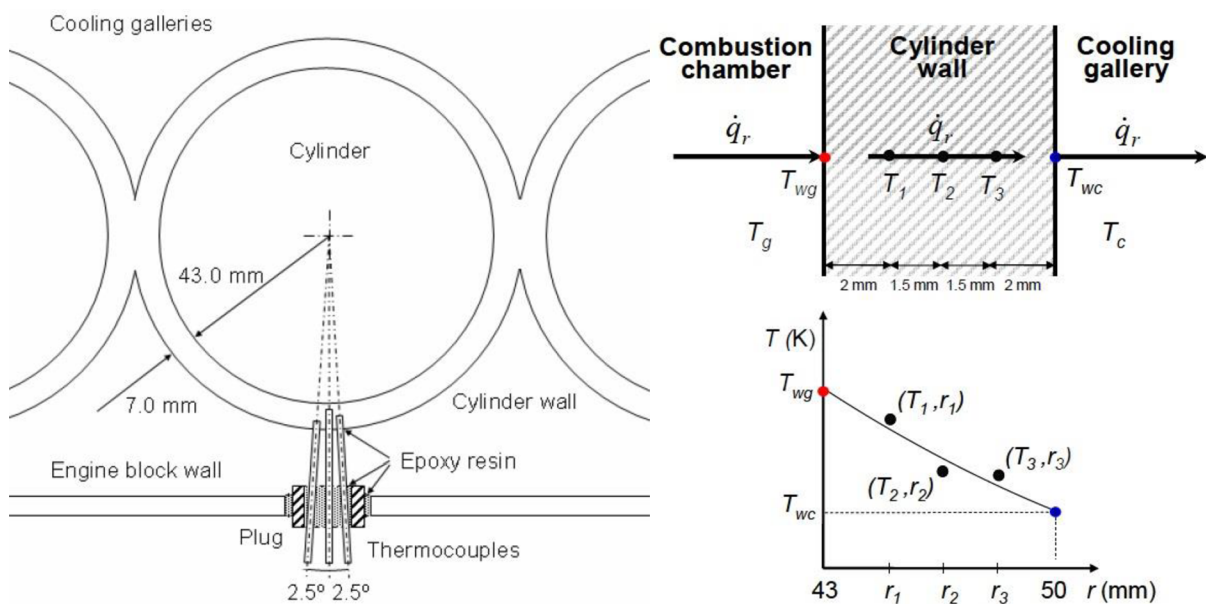 Cooling galleries
Cylinder
43.0 mm
7.0 mm
Cylinder wall
Engine block wall
Epoxy resin
Plug
Thermocouples
2.5º 2.5º
Combustion
chamber
Cylinder
wall
Cooling
gallery
q̇r
q̇r
q̇r
Twg
T1
T2
T3
Twc
Tg
Tc
2 mm 1.5 mm 1.5 mm 2 mm
T (K)
Twg
(T1,r1)
(T3,r3)
(T2,r2)
Twc
43 r1 r2 r3 50 r (mm)